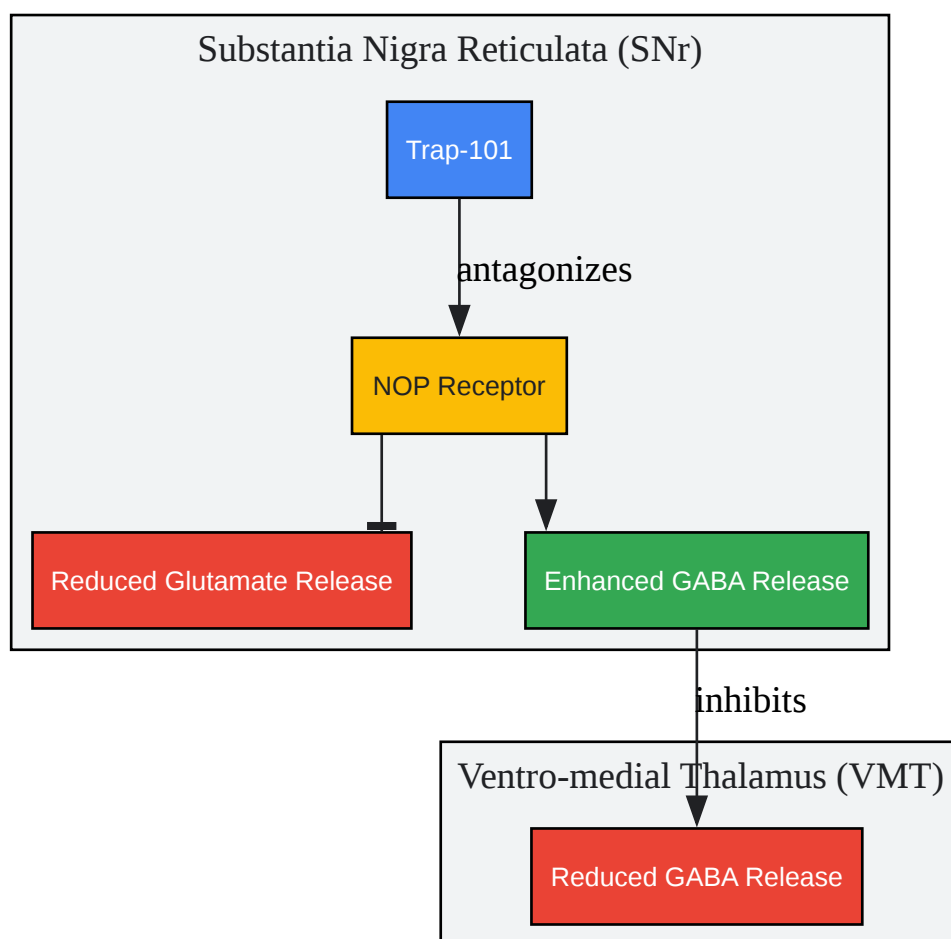 Substantia Nigra Reticulata (SNr)
Trap-101
antagonizes
NOP Receptor
Reduced Glutamate Release
Enhanced GABA Release
inhibits
Ventro-medial Thalamus (VMT)
Reduced GABA Release